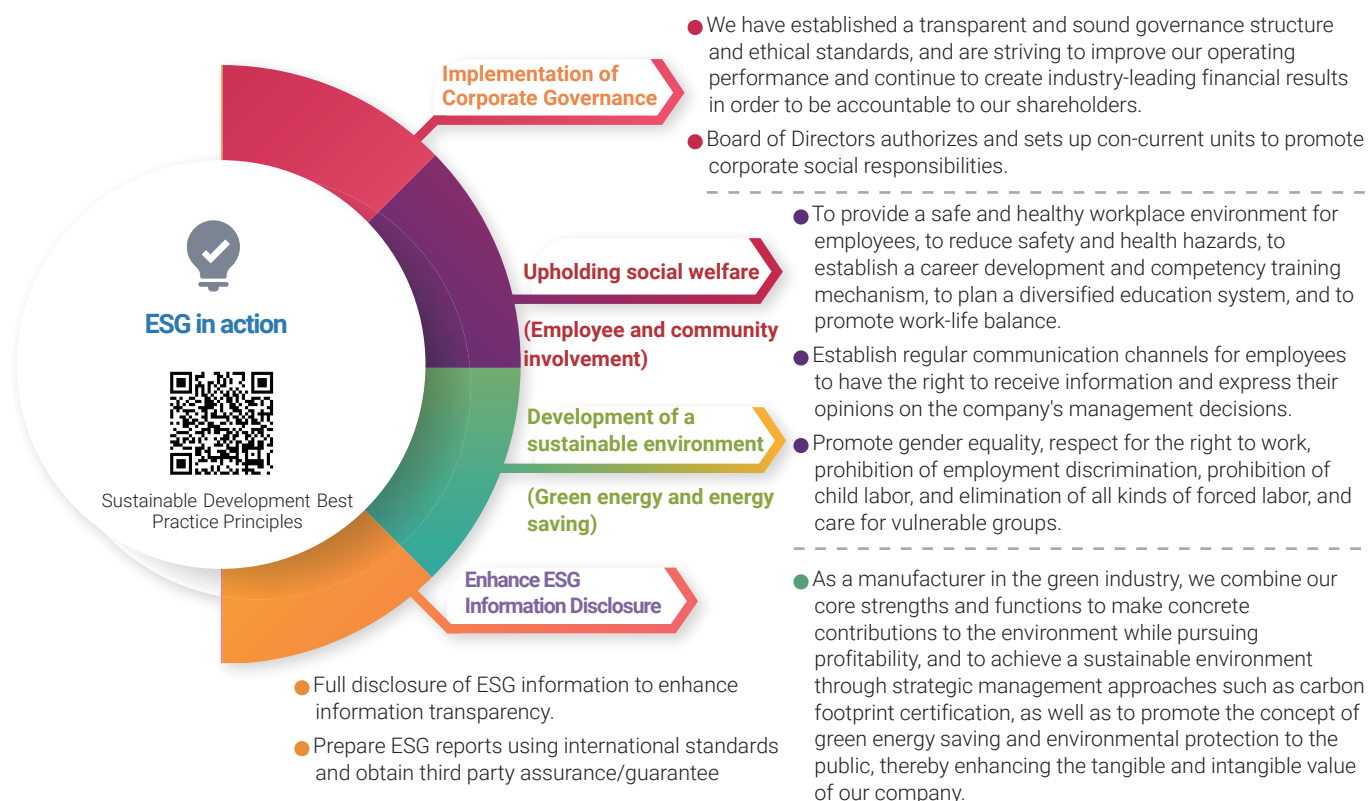 ESG in action
Sustainable Development Best
Practice Principles
Implementation of
Corporate Governance
We have established a transparent and sound governance structure
and ethical standards, and are striving to improve our operating
performance and continue to create industry-leading financial results
in order to be accountable to our shareholders.
Board of Directors authorizes and sets up con-current units to promote
corporate social responsibilities.
Upholding social welfare
(Employee and community
involvement)
To provide a safe and healthy workplace environment for
employees, to reduce safety and health hazards, to
establish a career development and competency training
mechanism, to plan a diversified education system, and to
promote work-life balance.
Establish regular communication channels for employees
to have the right to receive information and express their
opinions on the company's management decisions.
Promote gender equality, respect for the right to work,
prohibition of employment discrimination, prohibition of
child labor, and elimination of all kinds of forced labor, and
care for vulnerable groups.
Development of a
sustainable environment
(Green energy and energy
saving)
As a manufacturer in the green industry, we combine our
core strengths and functions to make concrete
contributions to the environment while pursuing
profitability, and to achieve a sustainable environment
through strategic management approaches such as carbon
footprint certification, as well as to promote the concept of
green energy saving and environmental protection to the
public, thereby enhancing the tangible and intangible value
of our company.
Enhance ESG
Information Disclosure
Full disclosure of ESG information to enhance
information transparency.
Prepare ESG reports using international standards
and obtain third party assurance/guarantee